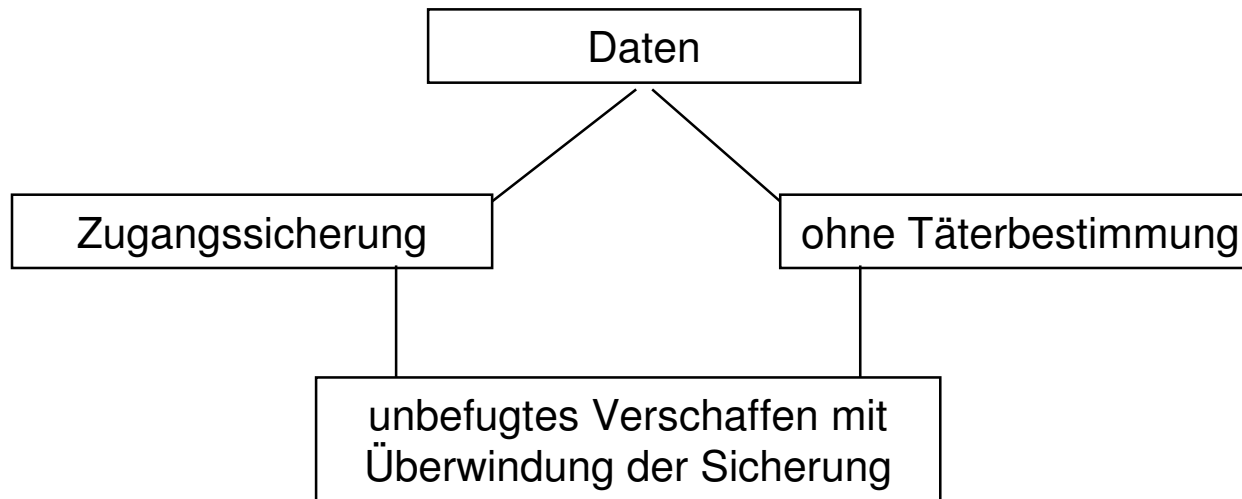 Daten
Zugangssicherung
ohne Täterbestimmung
unbefugtes Verschaffen mit
Überwindung der Sicherung